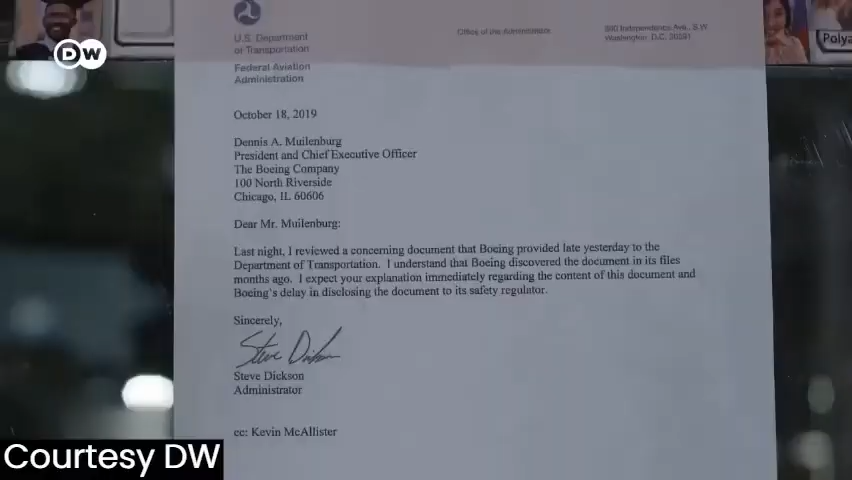 DW
U.S. Department
of Transportation
Federal Aviation
Administration
Office of the Administrator
800 Independence Ave., S.W.
Washington, D.C. 20591
Polya
October 18, 2019
Dennis A. Muilenburg
President and Chief Executive Officer
The Boeing Company
100 North Riverside
Chicago, IL 60606
Dear Mr. Muilenburg:
Last night, I reviewed a concerning document that Boeing provided late yesterday to the
Department of Transportation. I understand that Boeing discovered the document in its files
months ago. I expect your explanation immediately regarding the content of this document and
Boeing's delay in disclosing the document to its safety regulator.
Sincerely,
Steve Dickson
Steve Dickson
Administrator
cc: Kevin McAllister
Courtesy DW